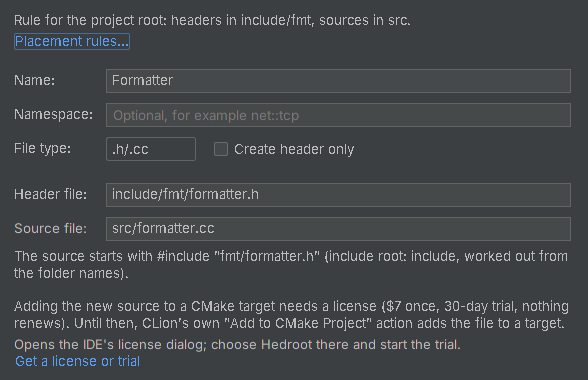 Rule for the project root: headers in include/fmt, sources in src.
Placement rules...
Name: Formatter
Namespace: Optional, for example net::tcp
File type: .h/.cc Create header only
Header file: include/fmt/formatter.h
Source file: src/formatter.cc
The source starts with #include "fmt/formatter.h" (include root: include, worked out from
the folder names).
Adding the new source to a CMake target needs a license ($7 once, 30-day trial, nothing
renews). Until then, CLion's own "Add to CMake Project" action adds the file to a target.
Opens the IDE's license dialog; choose Hedroot there and start the trial.
Get a license or trial